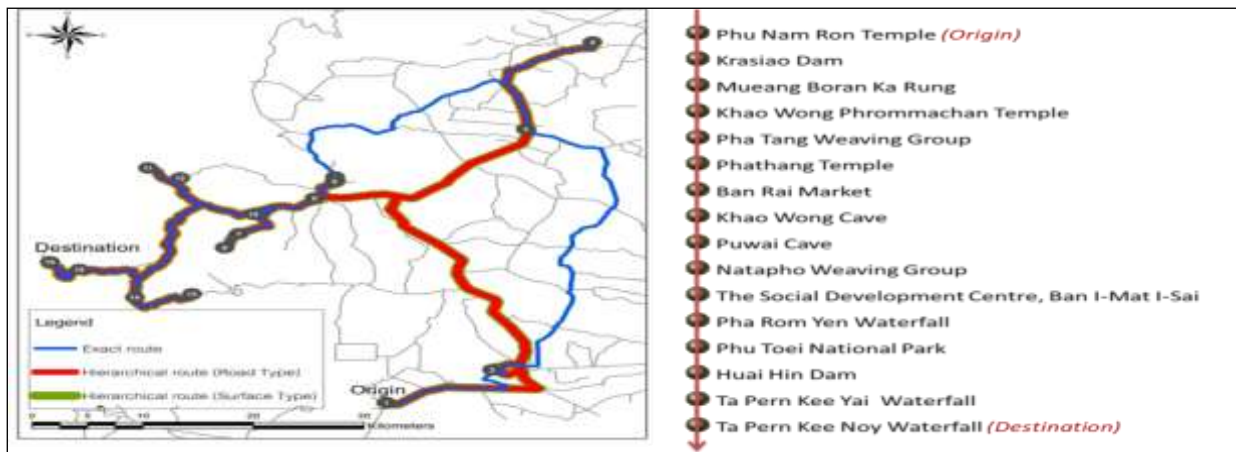 Destination
Legend
Exact route
Hierarchical route (Road Type)
Hierarchical route (Surface Type)
Origin
0 5 10 20 30
Kilometers
Phu Nam Ron Temple (Origin)
Krasiao Dam
Mueang Boran Ka Rung
Khao Wong Phrommachan Temple
Pha Tang Weaving Group
Phathang Temple
Ban Rai Market
Khao Wong Cave
Puwai Cave
Natapho Weaving Group
The Social Development Centre, Ban I-Mat I-Sai
Pha Rom Yen Waterfall
Phu Toei National Park
Huai Hin Dam
Ta Pern Kee Yai Waterfall
Ta Pern Kee Noy Waterfall (Destination)